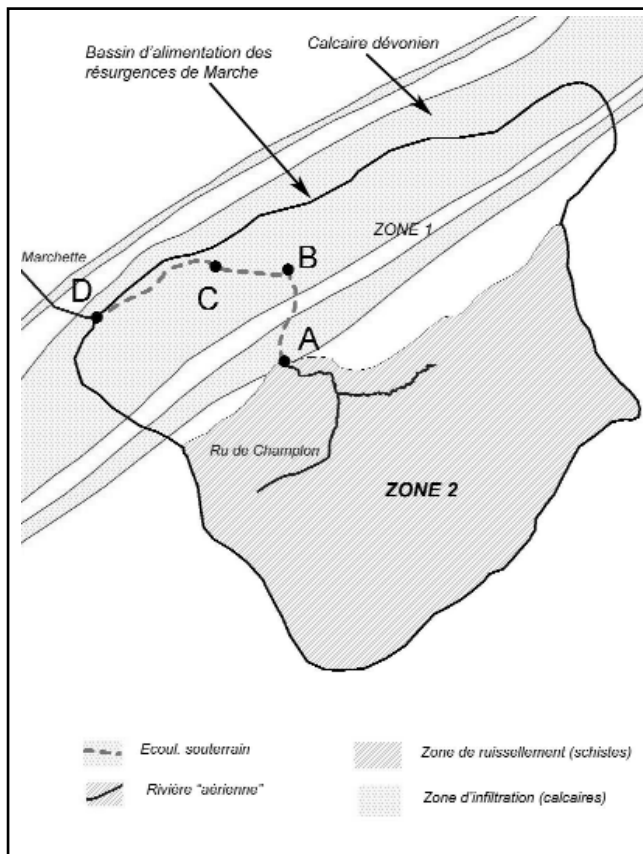 Calcaire dévonien
Bassin d'alimentation des
résurgences de Marche
ZONE 1
Marchette
B
D
C
A
Ru de Champlon
ZONE 2
Ecoul. souterrain
Zone de ruissellement (schistes)
Rivière "aérienne"
Zone d'infiltration (calcaires)